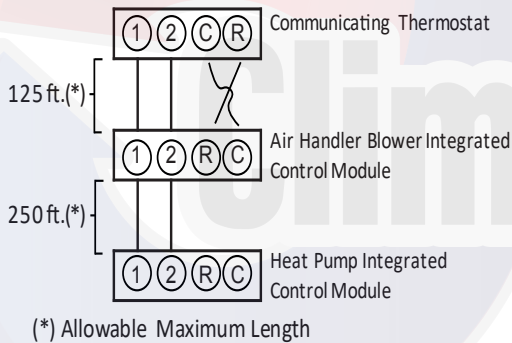 1 2 C R Communicating Thermostat
125 ft.(*)
1 2 R C Air Handler Blower Integrated
Control Module
250 ft.(*)
1 2 R C Heat Pump Integrated
Control Module
(*) Allowable Maximum Length
Clim